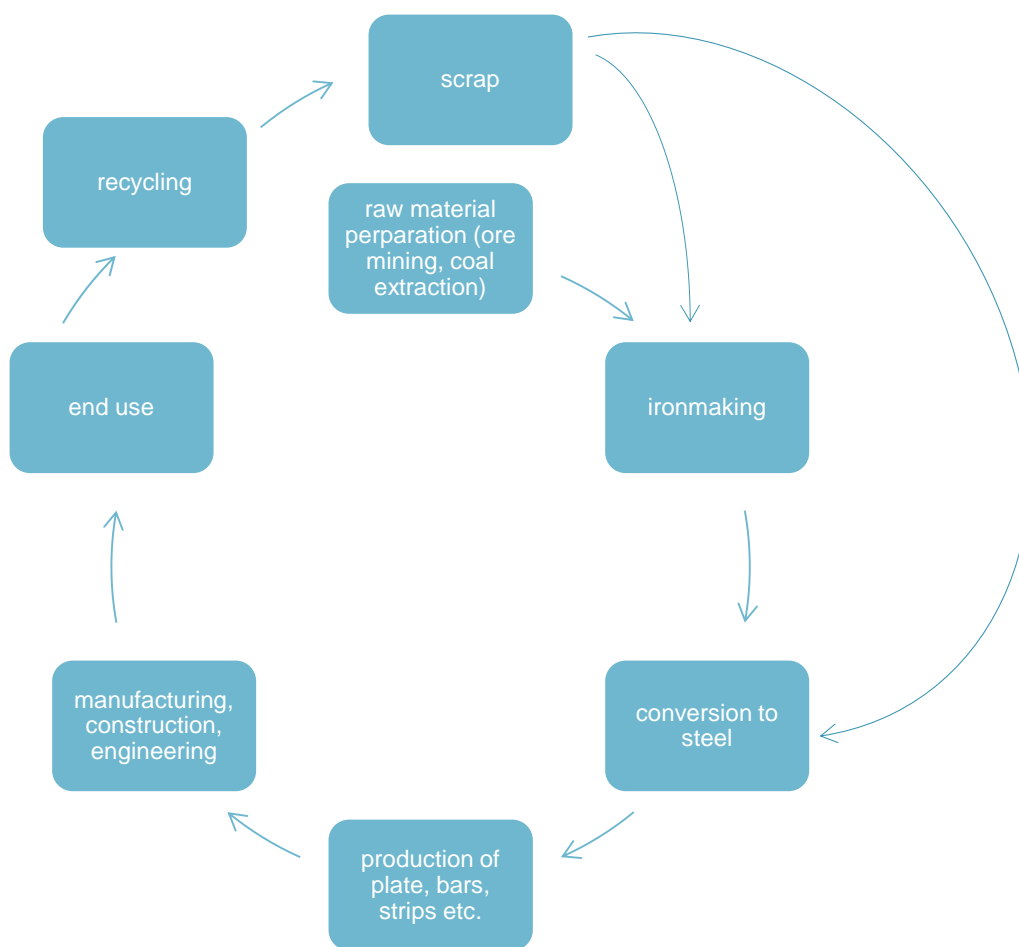 scrap
recycling
raw material
perparation (ore
mining, coal
extraction)
end use
ironmaking
manufacturing,
construction,
engineering
conversion to
steel
production of
plate, bars,
strips etc.